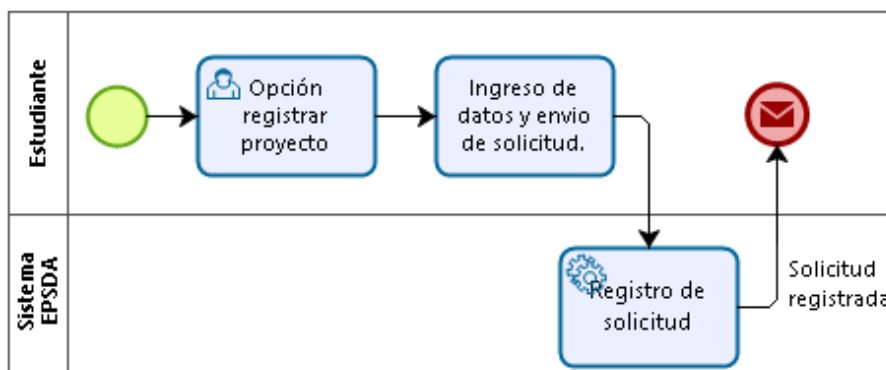 Estudiante
Opción
registrar
proyecto
Ingreso de
datos y envio
de solicitud.
Sistema
EPSDA
Registro de
solicitud
Solicitud
registrada